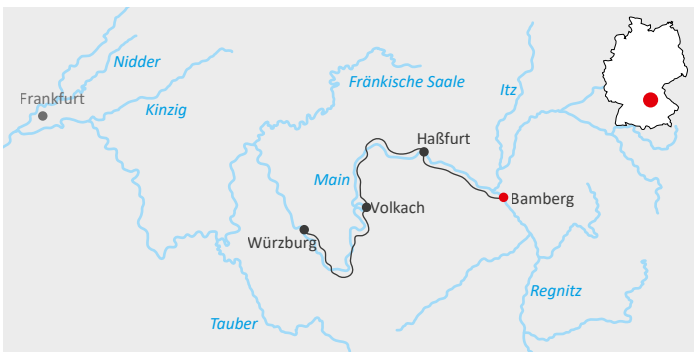 Nidder
Frankfurt
Kinzig
Fränkische Saale
Itz
Haßfurt
Main
Bamberg
Volkach
Würzburg
Regnitz
Tauber